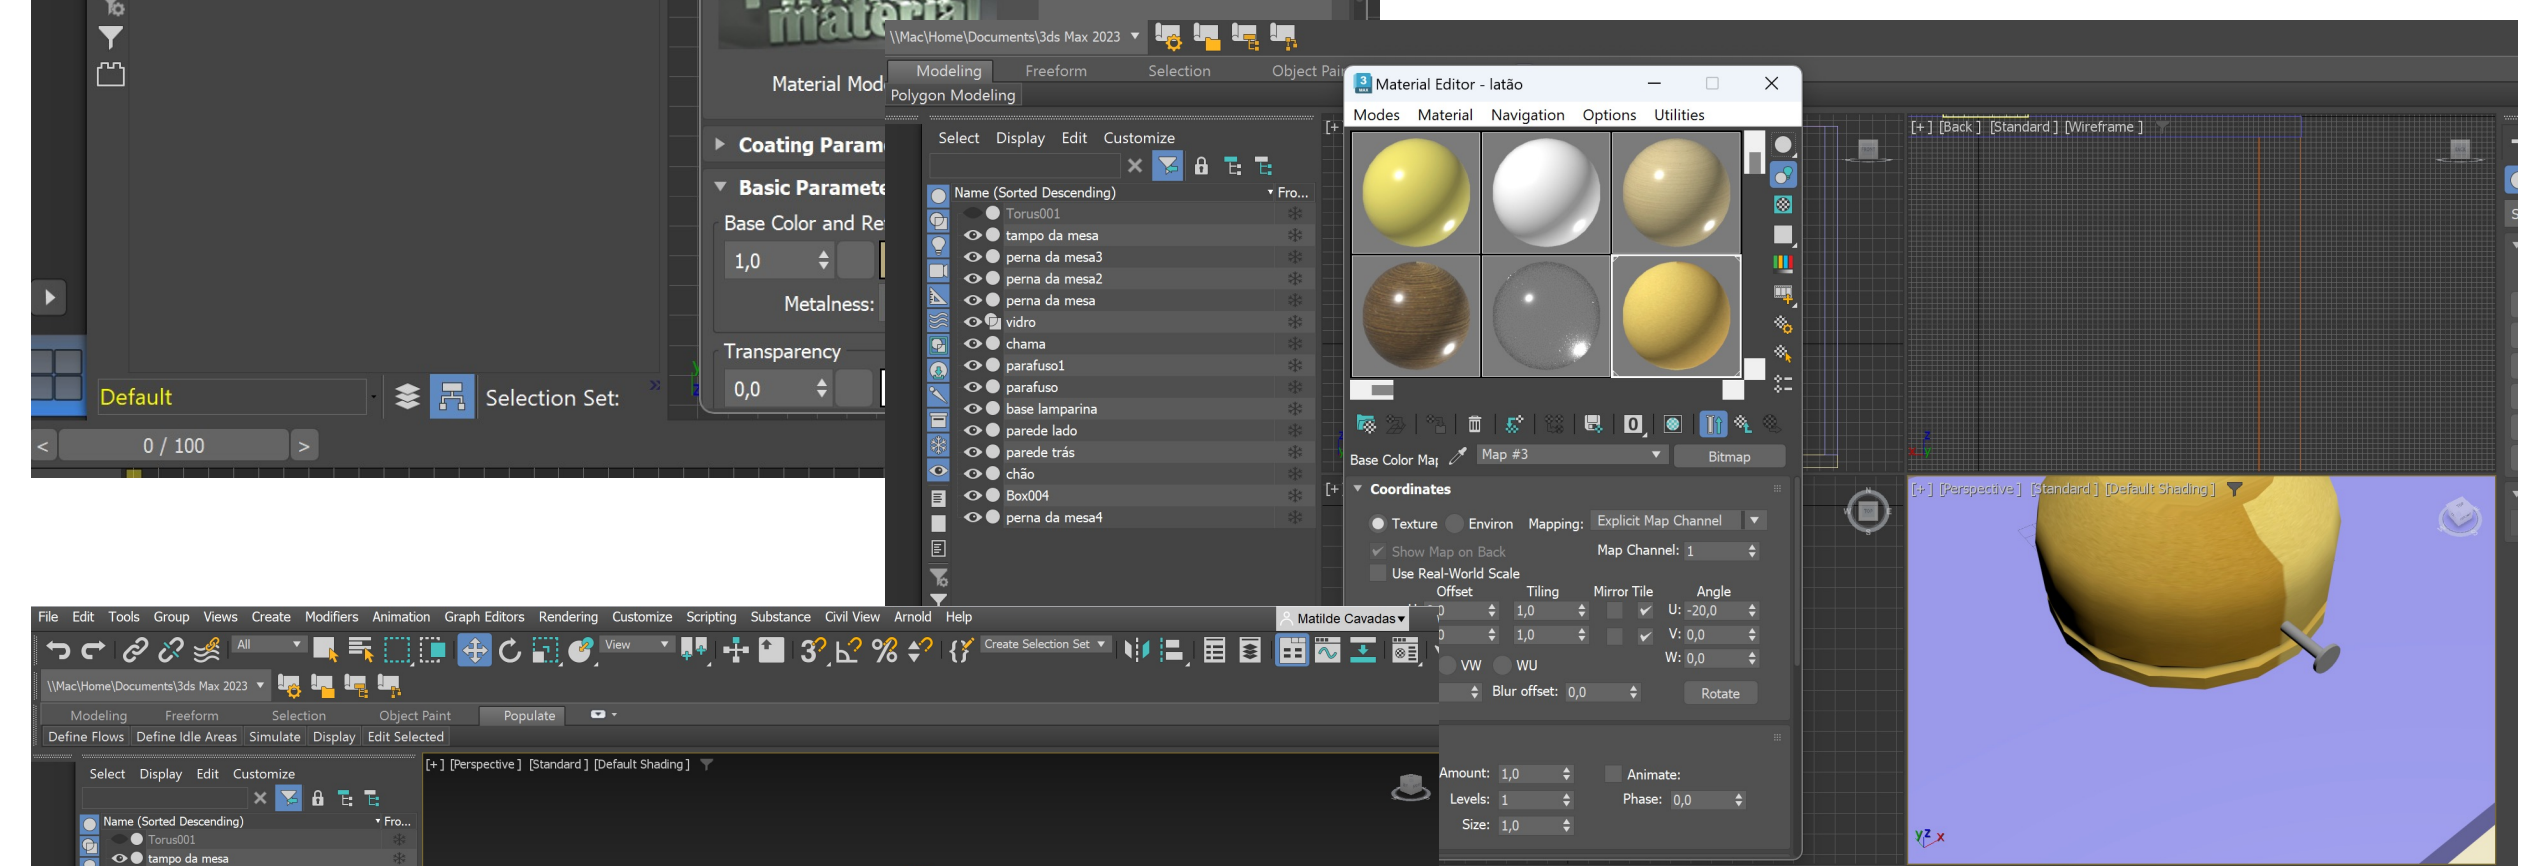 material
Material Mod
Coating Param
Basic Paramete
Base Color and Re
1,0
Metalness:
Transparency
0,0
Default
Selection Set:
<
0 / 100
>
\\Mac\Home\Documents\3ds Max 2023
Modeling Freeform Selection Object Pain
Polygon Modeling
Select Display Edit Customize
Name (Sorted Descending) Fro...
Torus001
tampo da mesa
perna da mesa3
perna da mesa2
perna da mesa
vidro
chama
parafuso1
parafuso
base lamparina
parede lado
parede trás
chão
Box004
perna da mesa4
[+
[+
Material Editor - latão
Modes Material Navigation Options Utilities
Base Color Map Map #3 Bitmap
Coordinates
Texture Environ Mapping: Explicit Map Channel
Show Map on Back Map Channel: 1
Use Real-World Scale
Offset Tiling Mirror Tile Angle
1,0 U: -20,0
1,0 V: 0,0
W: 0,0
VW WU
Blur offset: 0,0 Rotate
Amount: 1,0 Animate:
Levels: 1 Phase: 0,0
Size: 1,0
[+] [Back] [Standard] [Wireframe]
[+] [Perspective] [Standard] [Default Shading]
File Edit Tools Group Views Create Modifiers Animation Graph Editors Rendering Customize Scripting Substance Civil View Arnold Help
Matilde Cavadas
All View Create Selection Set
\\Mac\Home\Documents\3ds Max 2023
Modeling Freeform Selection Object Paint Populate
Define Flows Define Idle Areas Simulate Display Edit Selected
Select Display Edit Customize
Name (Sorted Descending) Fro...
Torus001
tampo da mesa
[+] [Perspective] [Standard] [Default Shading]